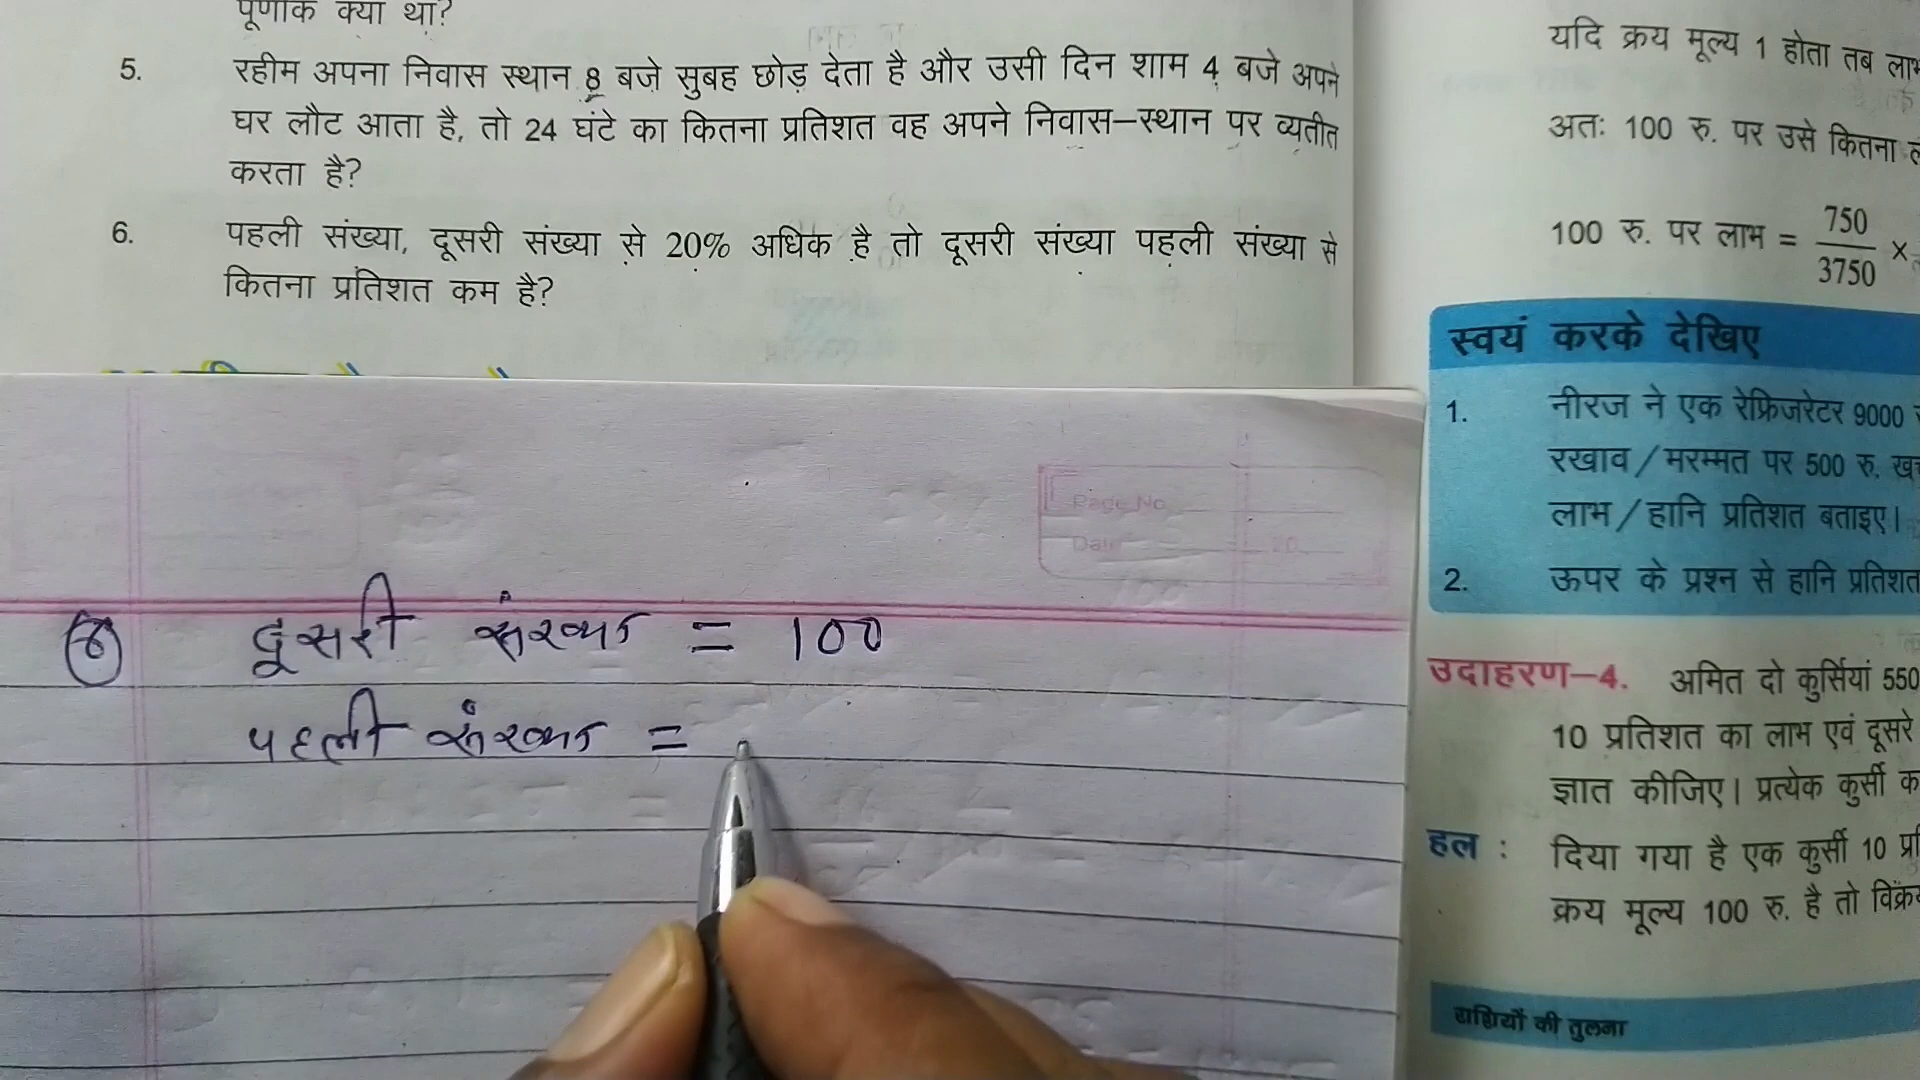 पूर्णांक क्या था?
5. रहीम अपना निवास स्थान 8 बजे सुबह छोड़ देता है और उसी दिन शाम 4 बजे अपने
घर लौट आता है, तो 24 घंटे का कितना प्रतिशत वह अपने निवास–स्थान पर व्यतीत
करता है?
6. पहली संख्या, दूसरी संख्या से 20% अधिक है तो दूसरी संख्या पहली संख्या से
कितना प्रतिशत कम है?
Page No
Date 20
6 दूसरी संख्या = 100
पहली संख्या =
यदि क्रय मूल्य 1 होता तब
अतः 100 रु. पर उसे कितना
100 रु. पर लाभ = 750/3750 ×
स्वयं करके देखिए
1. नीरज ने एक रेफ्रिजरेटर 9000
रखाव/मरम्मत पर 500 रु.
लाभ/हानि प्रतिशत बताइए।
2. ऊपर के प्रश्न से हानि प्रतिशत
उदाहरण–4. अमित दो कुर्सियां 550
10 प्रतिशत का लाभ एवं दूसरे
ज्ञात कीजिए। प्रत्येक कुर्सी
हल : दिया गया है एक कुर्सी 10
क्रय मूल्य 100 रु. है तो
राशियों की तुलना